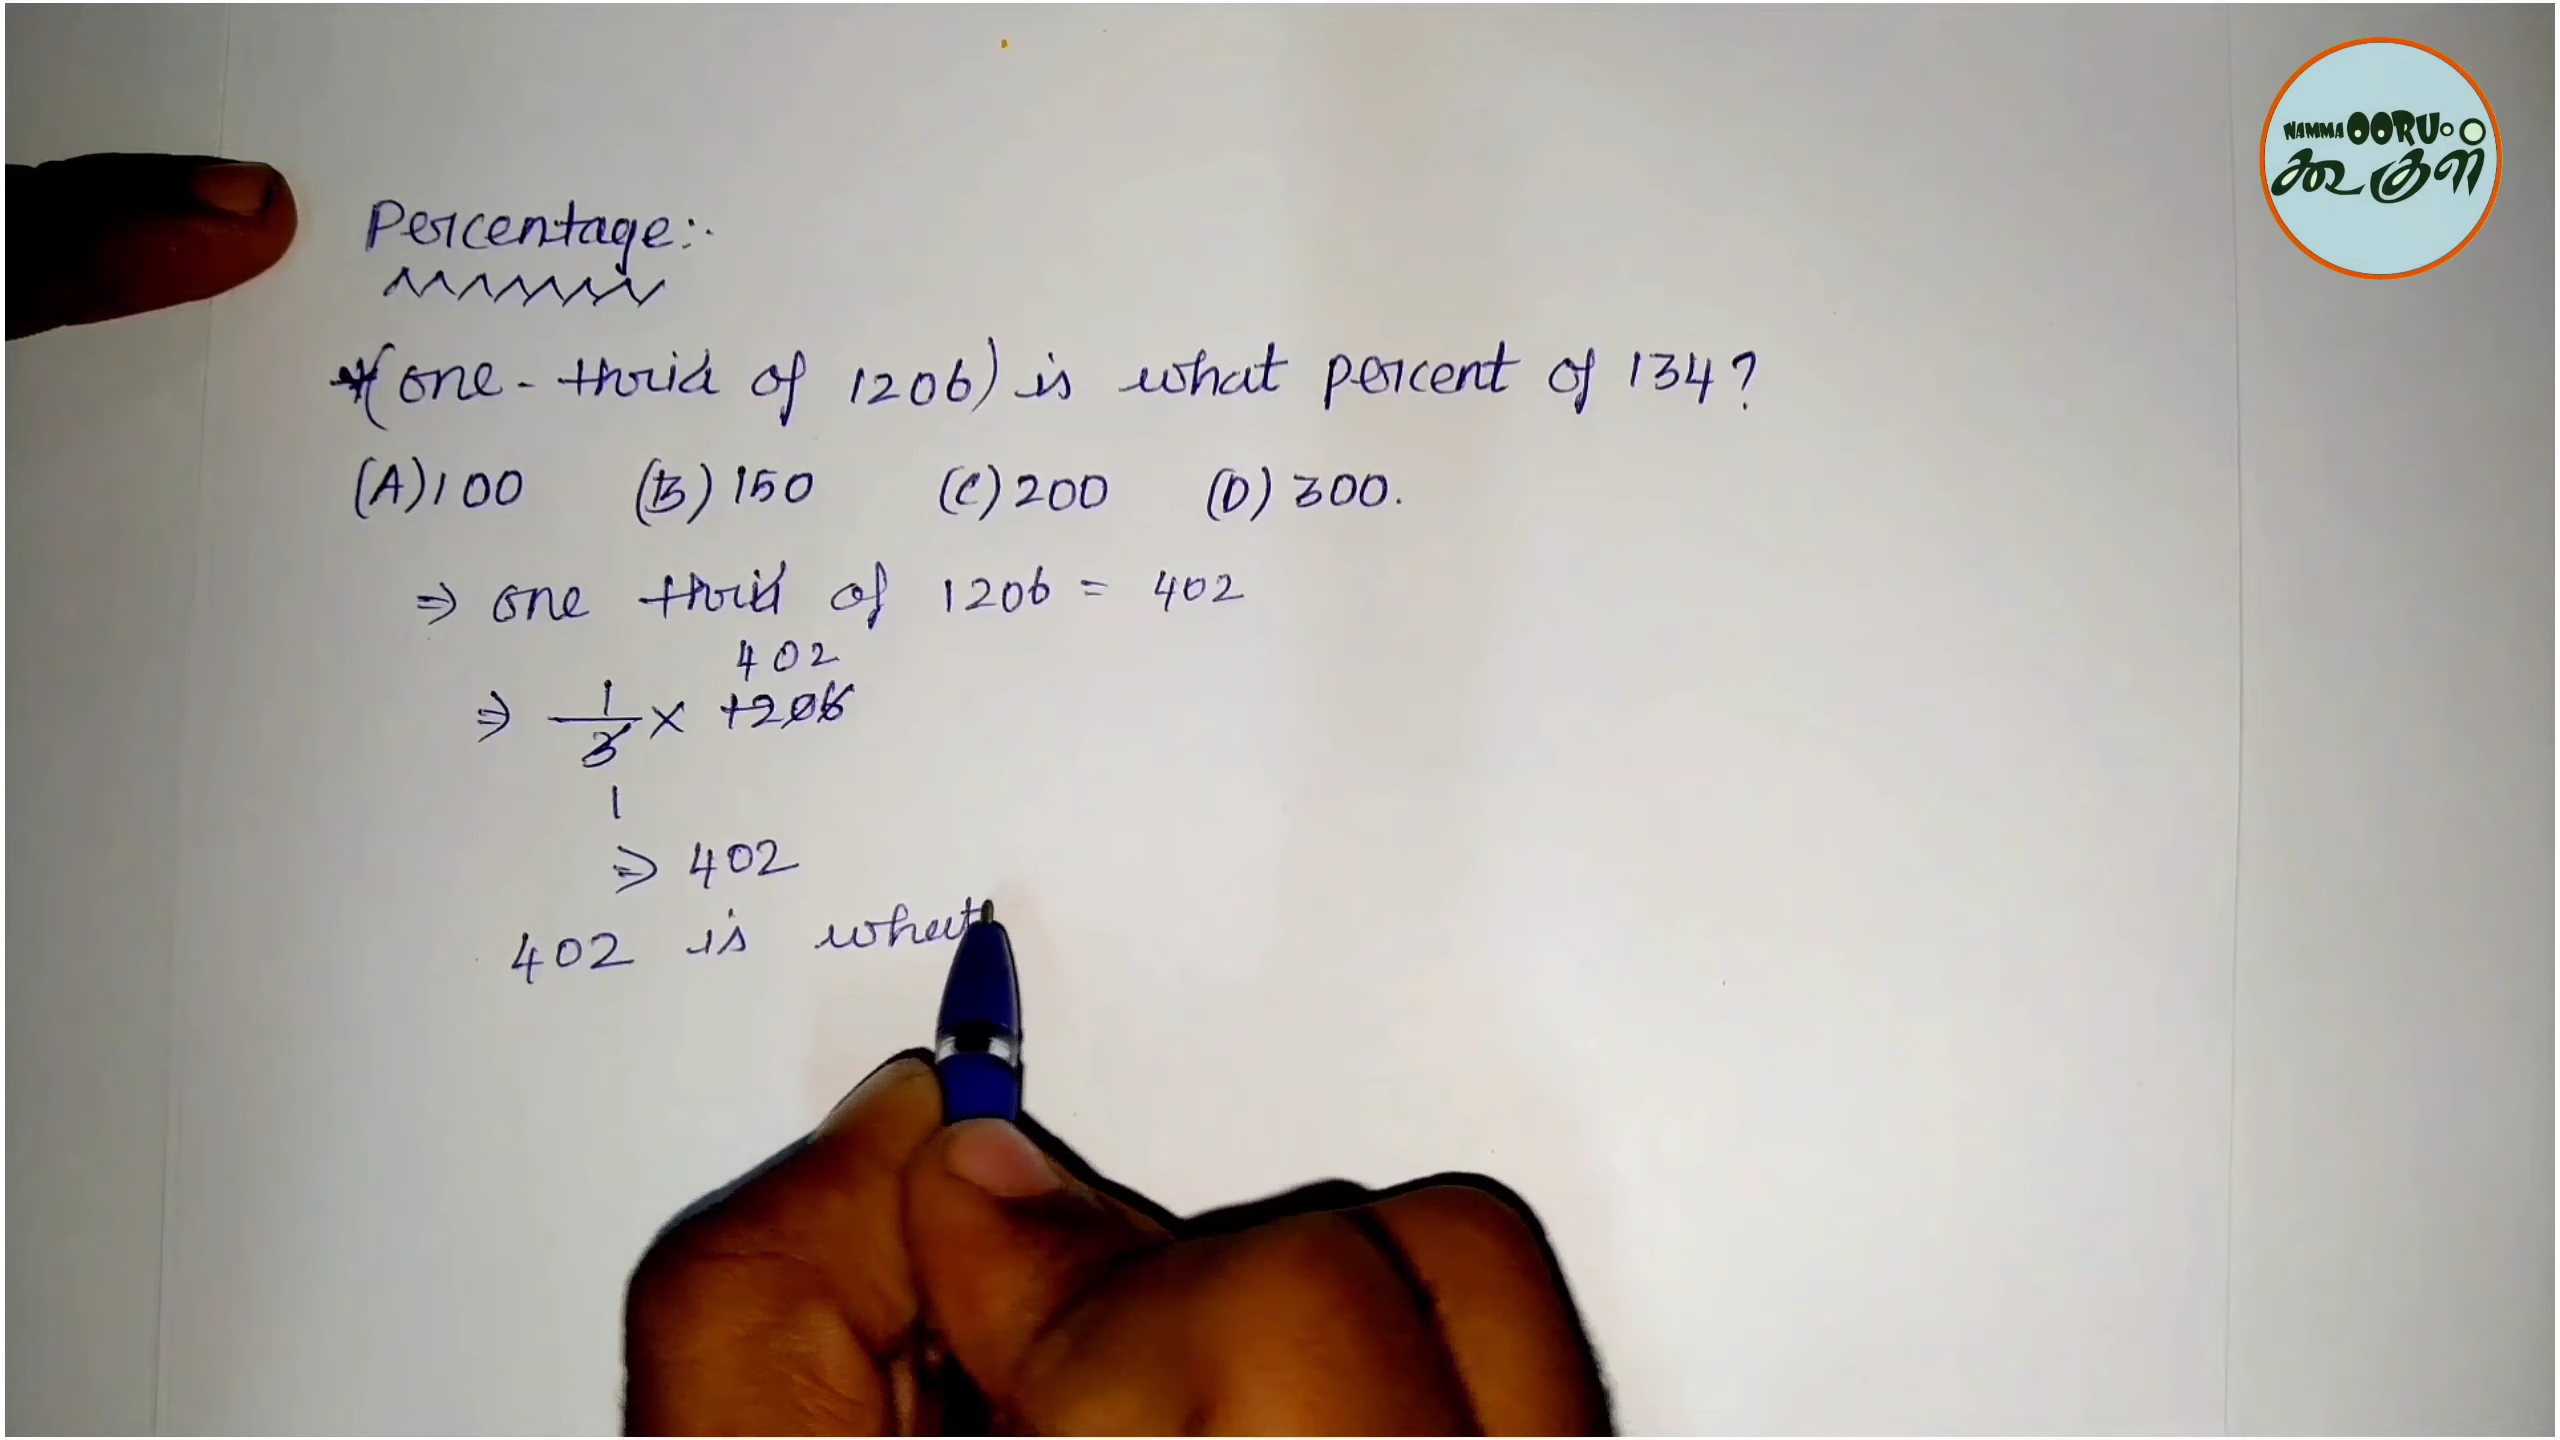 NAMMA OORU
கூகுள்
Percentage:-
*(one-thrid of 1206) is what percent of 134?
(A) 100 (B) 150 (C) 200 (D) 300.
⇒ one thrid of 1206 = 402
402
⇒ 1/3 × 1206
1
⇒ 402
402 is what